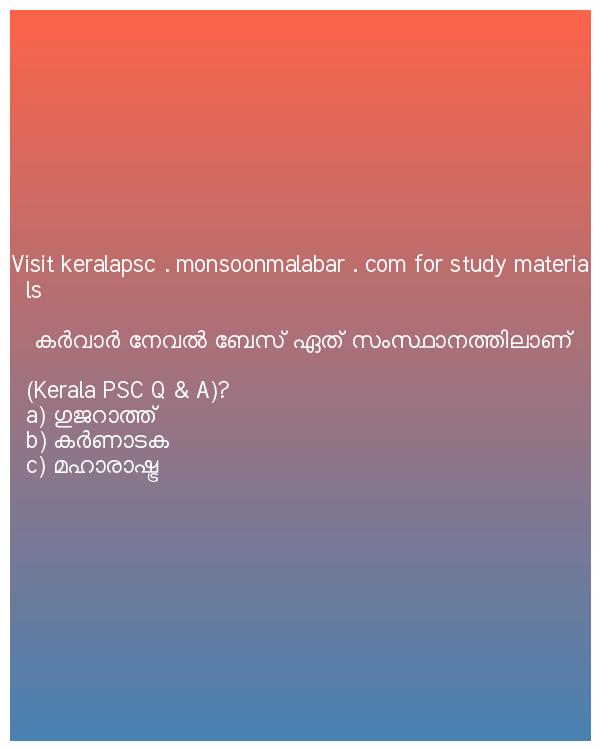 Visit keralapsc . monsoonmalabar . com for study materia
ls
കർവാർ നേവൽ ബേസ് ഏത് സംസ്ഥാനത്തിലാണ്
(Kerala PSC Q & A)?
a) ഗുജറാത്ത്
b) കർണാടക
c) മഹാരാഷ്ട്ര